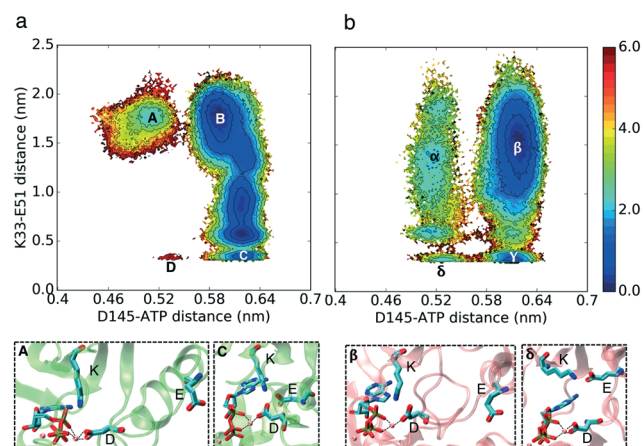 a
b
K33-E51 distance (nm)
2.5
2.0
1.5
1.0
0.5
0.0
A
B
C
D
0.4 0.46 0.52 0.58 0.64 0.7
D145-ATP distance (nm)
α
β
γ
δ
0.4 0.46 0.52 0.58 0.64 0.7
D145-ATP distance (nm)
6.0
4.0
2.0
0.0
A K E D
C K E D
β K E D
δ K E D